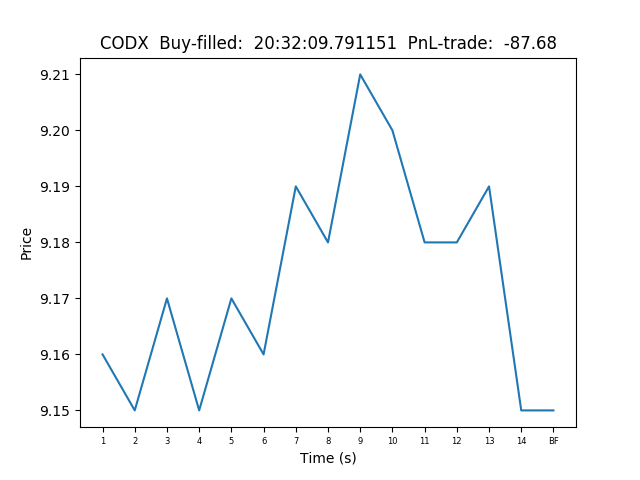 CODX  Buy-filled:  20:32:09.791151  PnL-trade:  -87.68
9.21
9.20
9.19
9.18
9.17
9.16
9.15
Price
1 2 3 4 5 6 7 8 9 10 11 12 13 14 BF
Time (s)